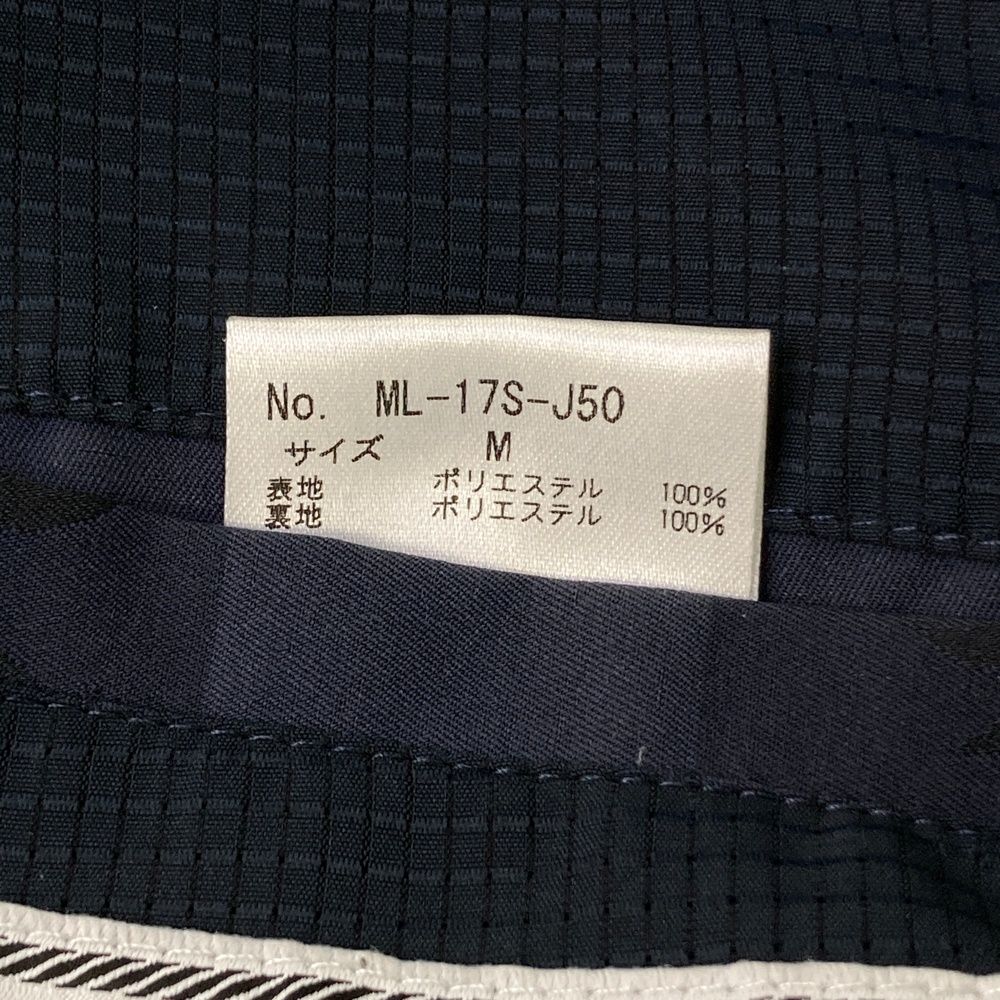 No. ML-17S-J50
サイズ M
表地 ポリエステル 100%
裏地 ポリエステル 100%